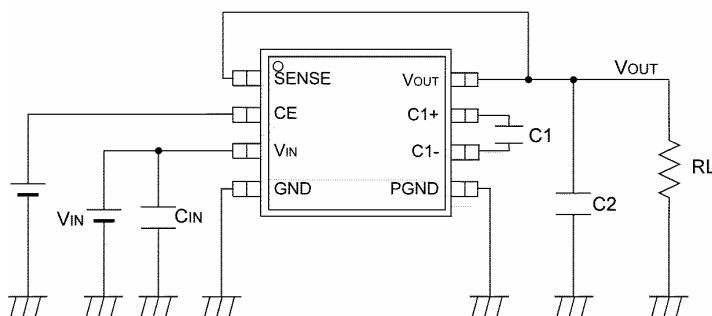 VOUT
SENSE
VOUT
CE
C1+
C1
VIN
C1-
RL
GND
PGND
VIN
CIN
C2